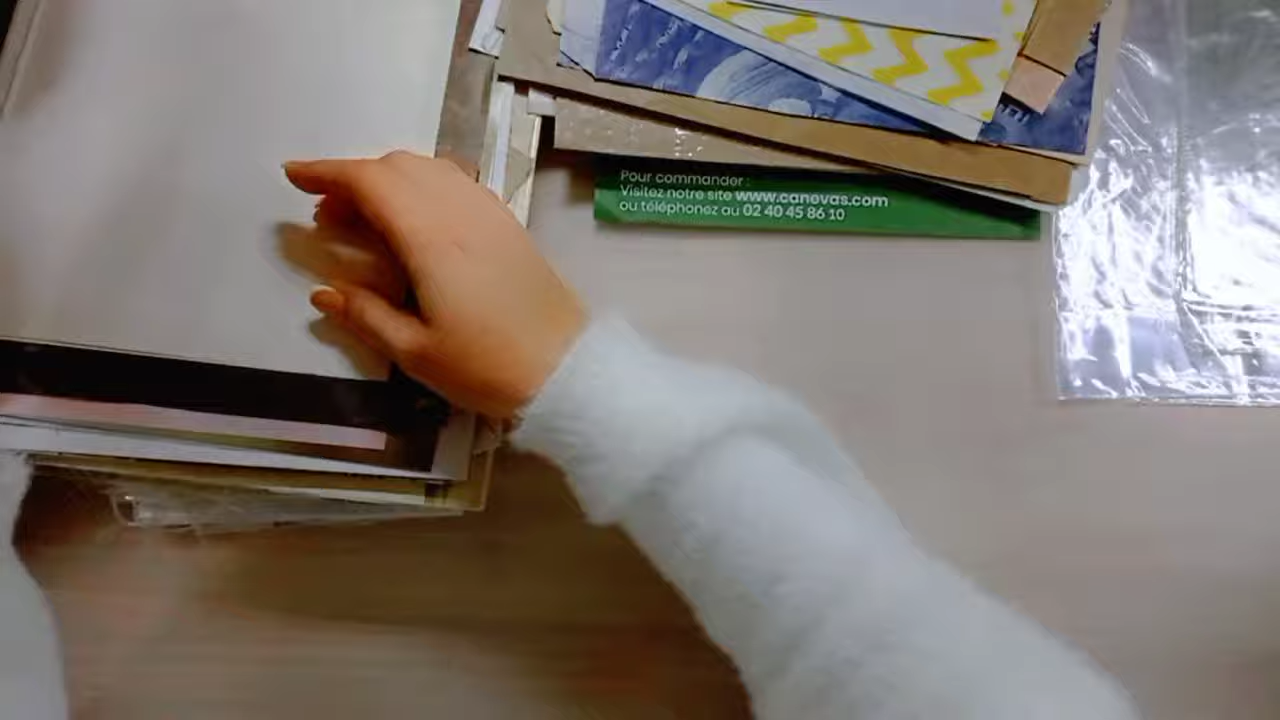 Pour commander :
Visitez notre site www.canevas.com
ou téléphonez au 02 40 45 86 10